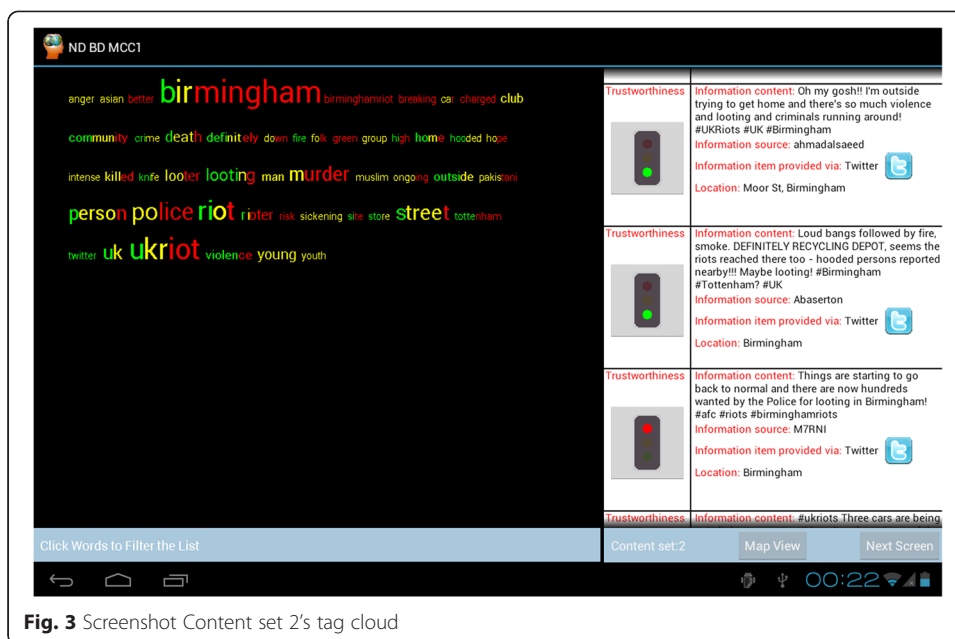 ND BD MCC1
anger asian better birmingham birminghamriot breaking car charged club
community crime death definitely down fire folk green group high home hooded hope
intense killed knife looter looting man murder muslim ongoing outside pakistani
person police riot rioter risk sickening site store street tottenham
twitter uk ukriot violence young youth
Trustworthiness
Information content: Oh my gosh!! I'm outside
trying to get home and there's so much violence
and looting and criminals running around!
#UKRiots #UK #Birmingham
Information source: ahmadalsaeed
Information item provided via: Twitter
Location: Moor St, Birmingham
Trustworthiness
Information content: Loud bangs followed by fire,
smoke. DEFINITELY RECYCLING DEPOT, seems the
riots reached there too - hooded persons reported
nearby!!! Maybe looting! #Birmingham
#Tottenham? #UK
Information source: Abaserton
Information item provided via: Twitter
Location: Birmingham
Trustworthiness
Information content: Things are starting to go
back to normal and there are now hundreds
wanted by the Police for looting in Birmingham!
#afc #riots #birminghamriots
Information source: M7RNI
Information item provided via: Twitter
Location: Birmingham
Trustworthiness
Information content: #ukriots Three cars are being
Click Words to Filter the List
Content set:2 Map View Next Screen
00:22
Fig. 3 Screenshot Content set 2's tag cloud